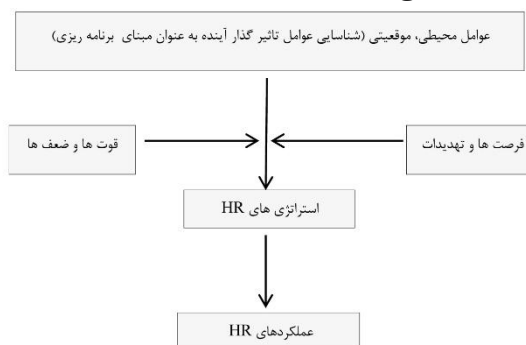 عوامل محیطی، موقعیتی (شناسایی عوامل تاثیر گذار آینده به عنوان مبنای برنامه ریزی)
فرصت ها و تهدیدات
قوت ها و ضعف ها
استراتژی های HR
عملکردهای HR